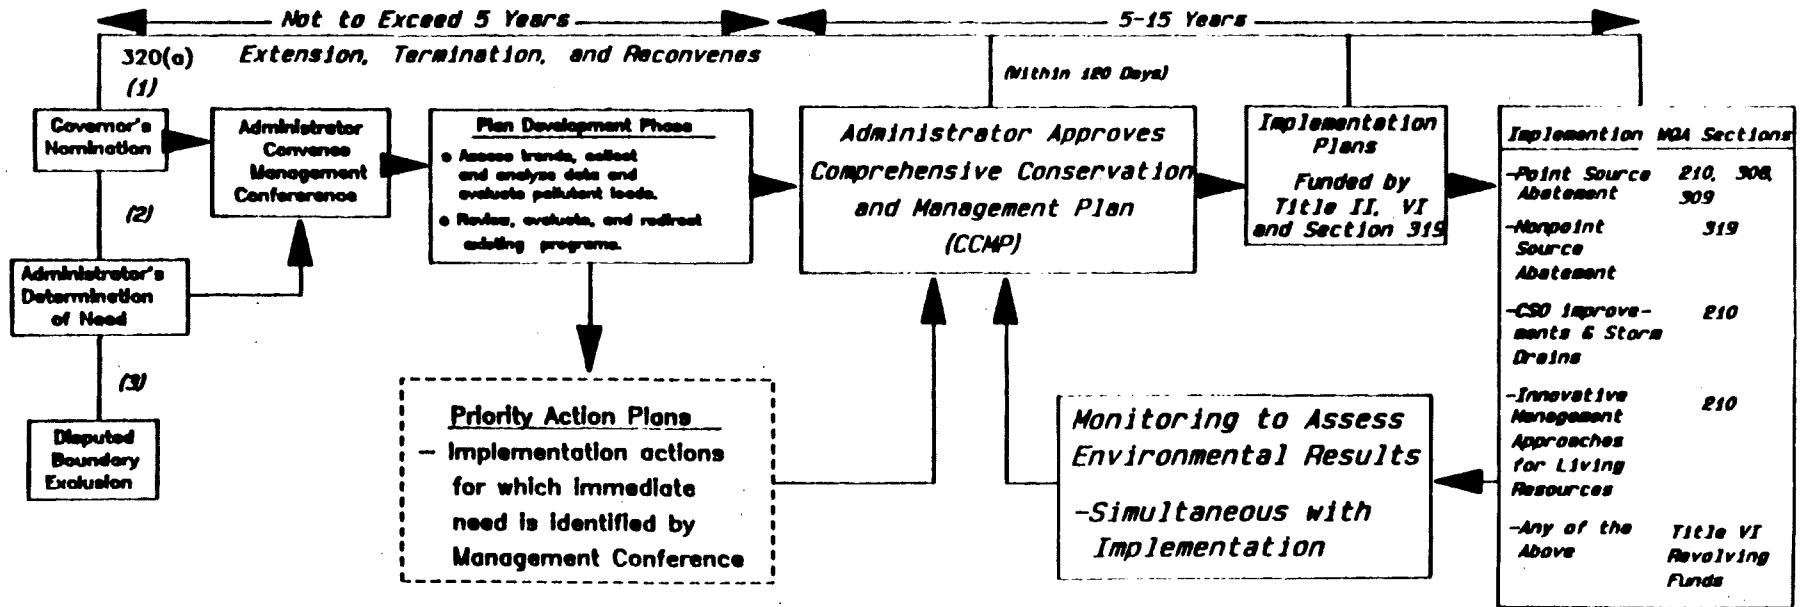 Not to Exceed 5 Years
5-15 Years
320(a)
Extension, Termination, and Reconvenes
(1)
(Within 120 Days)
Governor's
Nomination
Administrator
Convene
Management
Confererence
Plan Development Phase
• Assess trends, collect
and analyse data and
evaluate pollutant loads.
• Review, evaluate, and redirect
existing programs.
Administrator Approves
Comprehensive Conservation
and Management Plan
(CCMP)
Implementation
Plans
Funded by
Title II, VI
and Section 319
Implemention WQA Sections
-Point Source 210, 308,
Abatement 309
-Nonpoint 319
Source
Abatement
-CSO improve- 210
ments & Storm
Drains
-Innovative 210
Management
Approaches
for Living
Resources
-Any of the Title VI
Above Revolving
Funds
(2)
Administrator's
Determination
of Need
(3)
Disputed
Boundary
Exclusion
Priority Action Plans
- Implementation actions
for which immediate
need is identified by
Management Conference
Monitoring to Assess
Environmental Results
-Simultaneous with
Implementation